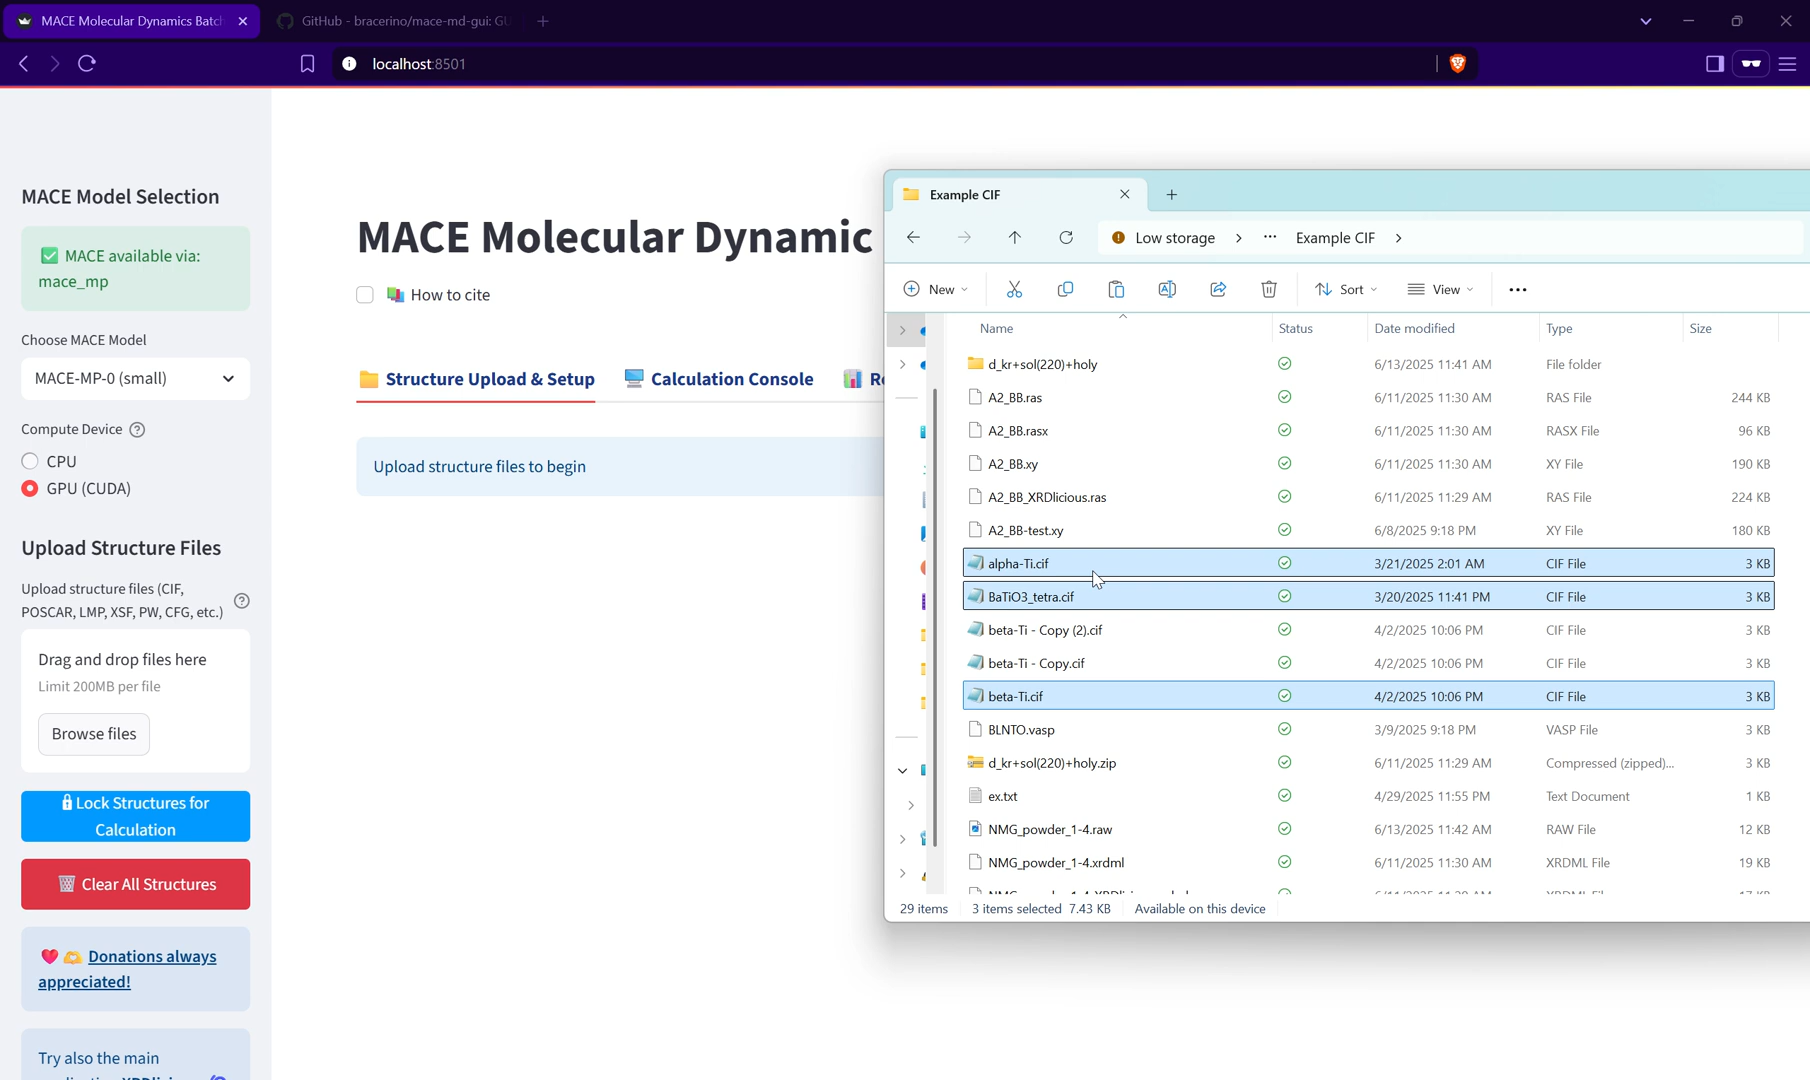 MACE Molecular Dynamics Batch
GitHub - bracerino/mace-md-gui: GU
localhost:8501
MACE Model Selection
✅ MACE available via:
mace_mp
Choose MACE Model
MACE-MP-0 (small)
Compute Device
CPU
GPU (CUDA)
Upload Structure Files
Upload structure files (CIF,
POSCAR, LMP, XSF, PW, CFG, etc.)
Drag and drop files here
Limit 200MB per file
Browse files
🔒 Lock Structures for
Calculation
🗑️ Clear All Structures
❤️🫶 Donations always
appreciated!
Try also the main
MACE Molecular Dynamic
📚 How to cite
📁 Structure Upload & Setup
🖥️ Calculation Console
📊 Re
Upload structure files to begin
Example CIF
Low storage > ··· Example CIF >
New
Sort
View
Name Status Date modified Type Size
d_kr+sol(220)+holy 6/13/2025 11:41 AM File folder
A2_BB.ras 6/11/2025 11:30 AM RAS File 244 KB
A2_BB.rasx 6/11/2025 11:30 AM RASX File 96 KB
A2_BB.xy 6/11/2025 11:30 AM XY File 190 KB
A2_BB_XRDlicious.ras 6/11/2025 11:29 AM RAS File 224 KB
A2_BB-test.xy 6/8/2025 9:18 PM XY File 180 KB
alpha-Ti.cif 3/21/2025 2:01 AM CIF File 3 KB
BaTiO3_tetra.cif 3/20/2025 11:41 PM CIF File 3 KB
beta-Ti - Copy (2).cif 4/2/2025 10:06 PM CIF File 3 KB
beta-Ti - Copy.cif 4/2/2025 10:06 PM CIF File 3 KB
beta-Ti.cif 4/2/2025 10:06 PM CIF File 3 KB
BLNTO.vasp 3/9/2025 9:18 PM VASP File 3 KB
d_kr+sol(220)+holy.zip 6/11/2025 11:29 AM Compressed (zipped)... 3 KB
ex.txt 4/29/2025 11:55 PM Text Document 1 KB
NMG_powder_1-4.raw 6/13/2025 11:42 AM RAW File 12 KB
NMG_powder_1-4.xrdml 6/11/2025 11:30 AM XRDML File 19 KB
29 items 3 items selected 7.43 KB Available on this device